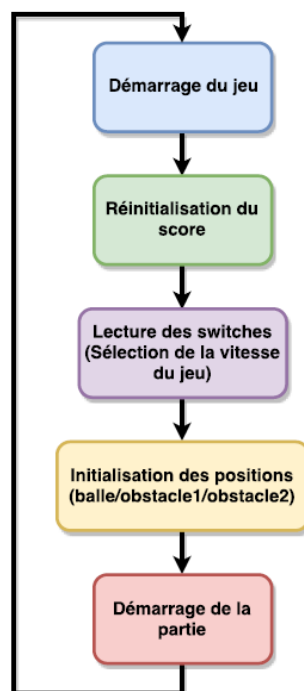 Démarrage du jeu
Réinitialisation du
score
Lecture des switches
(Sélection de la vitesse
du jeu)
Initialisation des positions
(balle/obstacle1/obstacle2)
Démarrage de la
partie